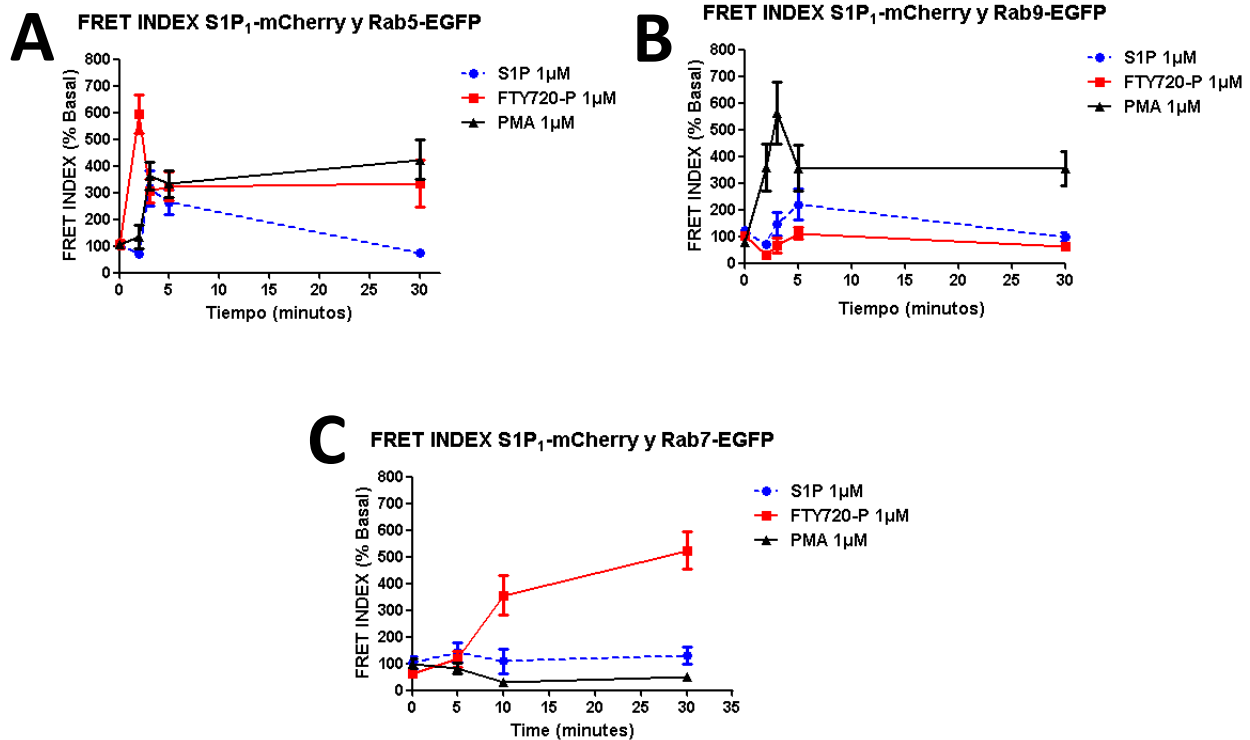 A
FRET INDEX S1P₁-mCherry y Rab5-EGFP
FRET INDEX (% Basal)
800
700
600
500
400
300
200
100
0
0 5 10 15 20 25 30
Tiempo (minutos)
S1P 1µM
FTY720-P 1µM
PMA 1µM
B
FRET INDEX S1P₁-mCherry y Rab9-EGFP
FRET INDEX (% Basal)
800
700
600
500
400
300
200
100
0
0 5 10 15 20 25 30
Tiempo (minutos)
S1P 1µM
FTY720-P 1µM
PMA 1µM
C
FRET INDEX S1P₁-mCherry y Rab7-EGFP
FRET INDEX (% Basal)
800
700
600
500
400
300
200
100
0
0 5 10 15 20 25 30 35
Time (minutes)
S1P 1µM
FTY720-P 1µM
PMA 1µM